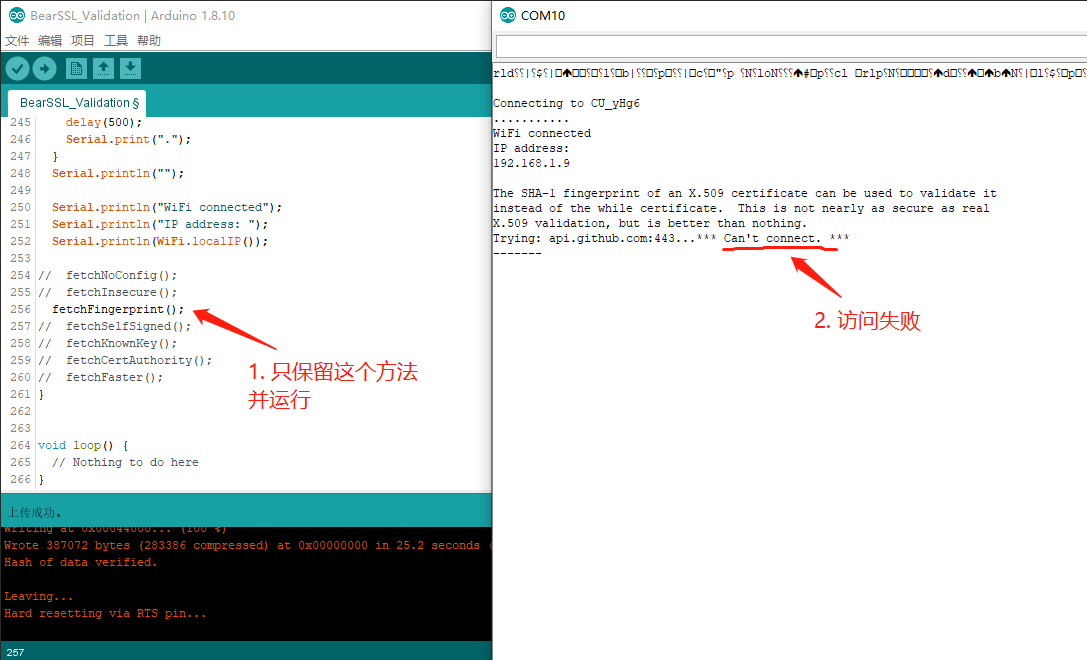 BearSSL_Validation | Arduino 1.8.10
文件 编辑 项目 工具 帮助
BearSSL_Validation §
245 delay(500);
246 Serial.print(".");
247 }
248 Serial.println("");
249
250 Serial.println("WiFi connected");
251 Serial.println("IP address: ");
252 Serial.println(WiFi.localIP());
253
254 // fetchNoConfig();
255 // fetchInsecure();
256 fetchFingerprint();
257 // fetchSelfSigned();
258 // fetchKnownKey();
259 // fetchCertAuthority();
260 // fetchFaster();
261 }
262
263
264 void loop() {
265 // Nothing to do here
266 }
1. 只保留这个方法
并运行
上传成功。
Writing at 0x00044000... (100 %)
Wrote 387072 bytes (283386 compressed) at 0x00000000 in 25.2 seconds (
Hash of data verified.
Leaving...
Hard resetting via RTS pin...
257
COM10
Connecting to CU_yHg6
...........
WiFi connected
IP address:
192.168.1.9
The SHA-1 fingerprint of an X.509 certificate can be used to validate it
instead of the while certificate.  This is not nearly as secure as real
X.509 validation, but is better than nothing.
Trying: api.github.com:443...*** Can't connect. ***
-------
2. 访问失败